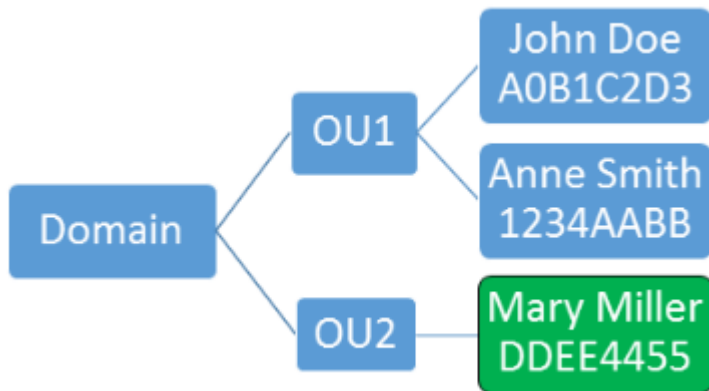 John Doe
A0B1C2D3
OU1
Anne Smith
1234AABB
Domain
Mary Miller
OU2
DDEE4455